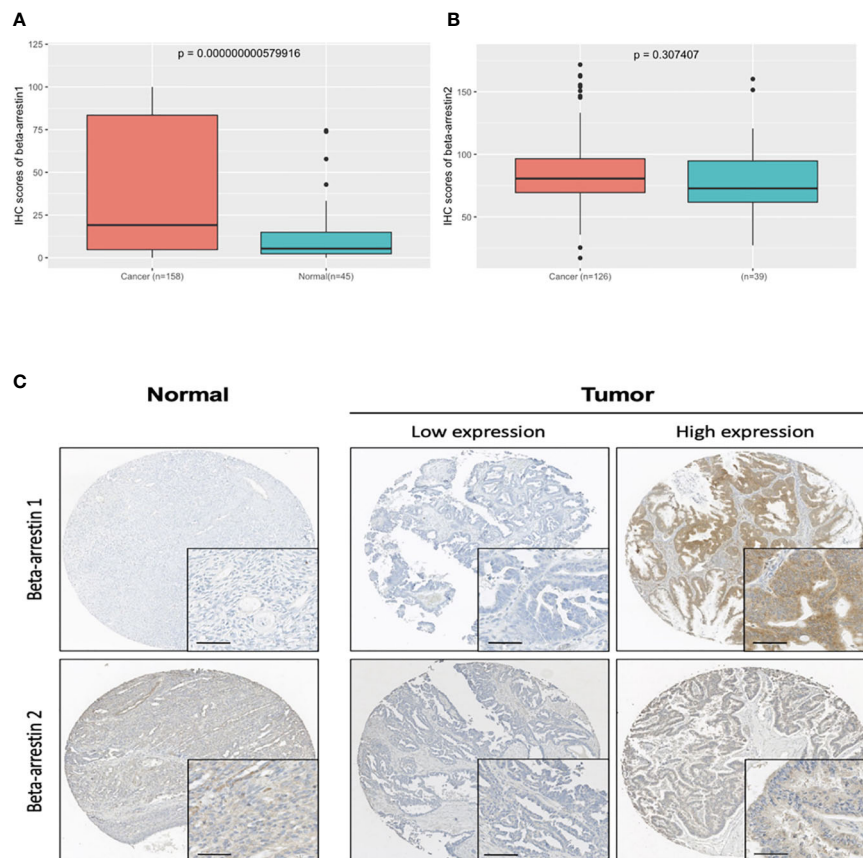 A
p = 0.000000000579916
IHC scores of beta-arrestin1
125
100
75
50
25
0
Cancer (n=158)
Normal(n=45)
B
p = 0.307407
IHC scores of beta-arrestin2
150
100
50
Cancer (n=126)
(n=39)
C
Normal
Tumor
Low expression
High expression
Beta-arrestin 1
Beta-arrestin 2